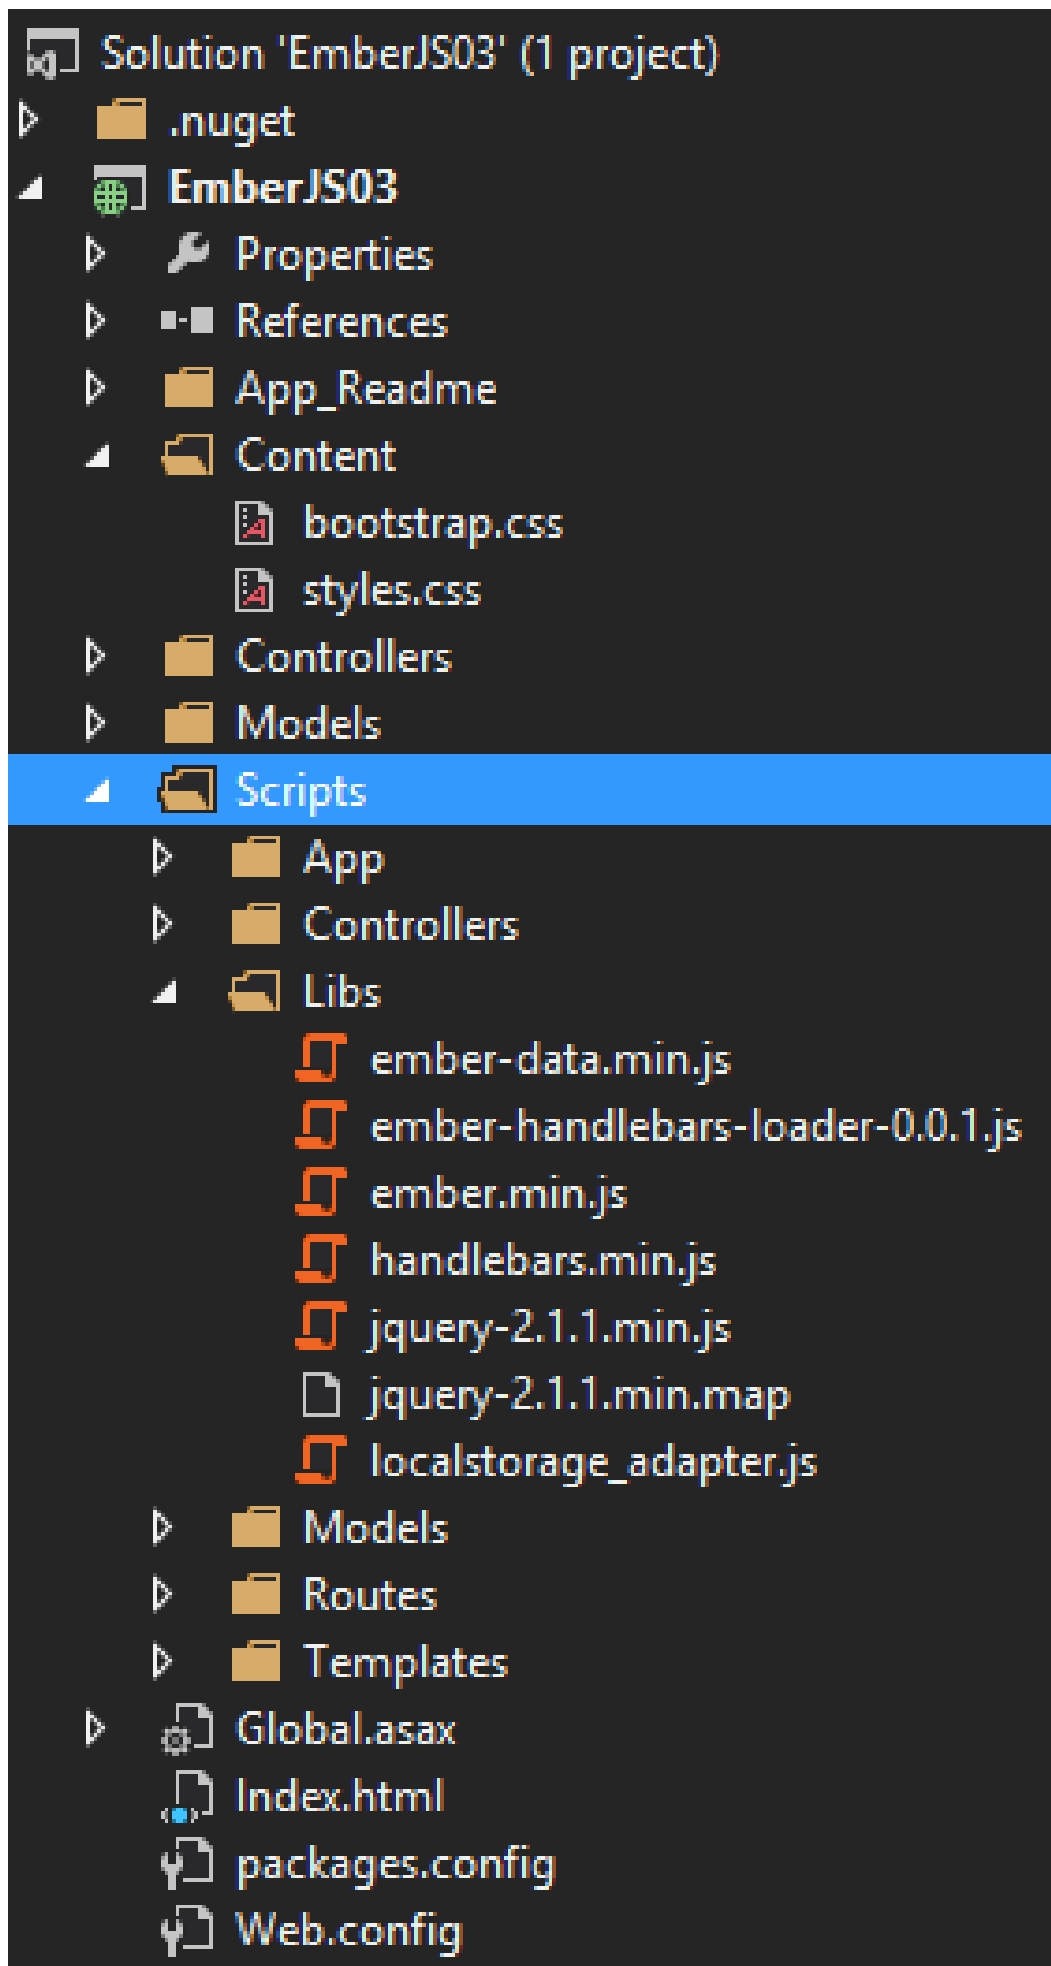 Solution 'EmberJS03' (1 project)
.nuget
EmberJS03
Properties
References
App_Readme
Content
bootstrap.css
styles.css
Controllers
Models
Scripts
App
Controllers
Libs
ember-data.min.js
ember-handlebars-loader-0.0.1.js
ember.min.js
handlebars.min.js
jquery-2.1.1.min.js
jquery-2.1.1.min.map
localstorage_adapter.js
Models
Routes
Templates
Global.asax
Index.html
packages.config
Web.config